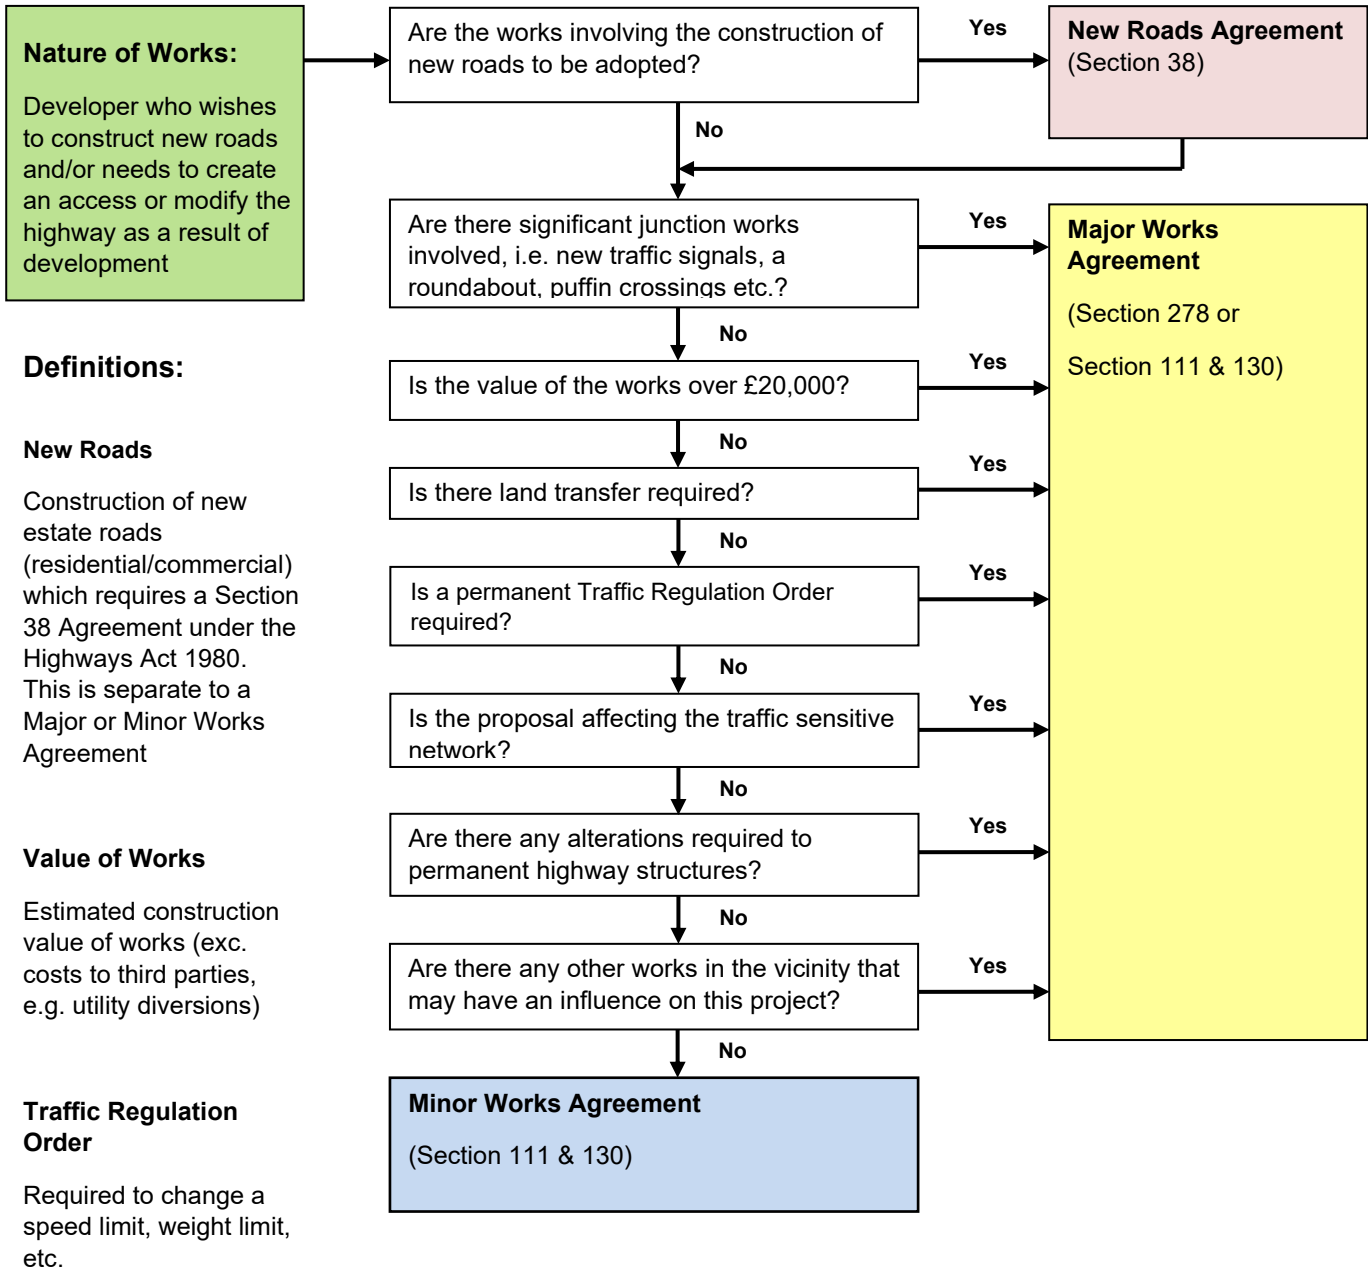 Nature of Works:
Developer who wishes
to construct new roads
and/or needs to create
an access or modify the
highway as a result of
development
Are the works involving the construction of
new roads to be adopted?
Yes
New Roads Agreement
(Section 38)
No
Are there significant junction works
involved, i.e. new traffic signals, a
roundabout, puffin crossings etc.?
Yes
Major Works
Agreement
(Section 278 or
Section 111 & 130)
No
Is the value of the works over £20,000?
Yes
No
Is there land transfer required?
Yes
No
Is a permanent Traffic Regulation Order
required?
Yes
No
Is the proposal affecting the traffic sensitive
network?
Yes
No
Are there any alterations required to
permanent highway structures?
Yes
No
Are there any other works in the vicinity that
may have an influence on this project?
Yes
No
Minor Works Agreement
(Section 111 & 130)
Definitions:
New Roads
Construction of new
estate roads
(residential/commercial)
which requires a Section
38 Agreement under the
Highways Act 1980.
This is separate to a
Major or Minor Works
Agreement
Value of Works
Estimated construction
value of works (exc.
costs to third parties,
e.g. utility diversions)
Traffic Regulation
Order
Required to change a
speed limit, weight limit,
etc.